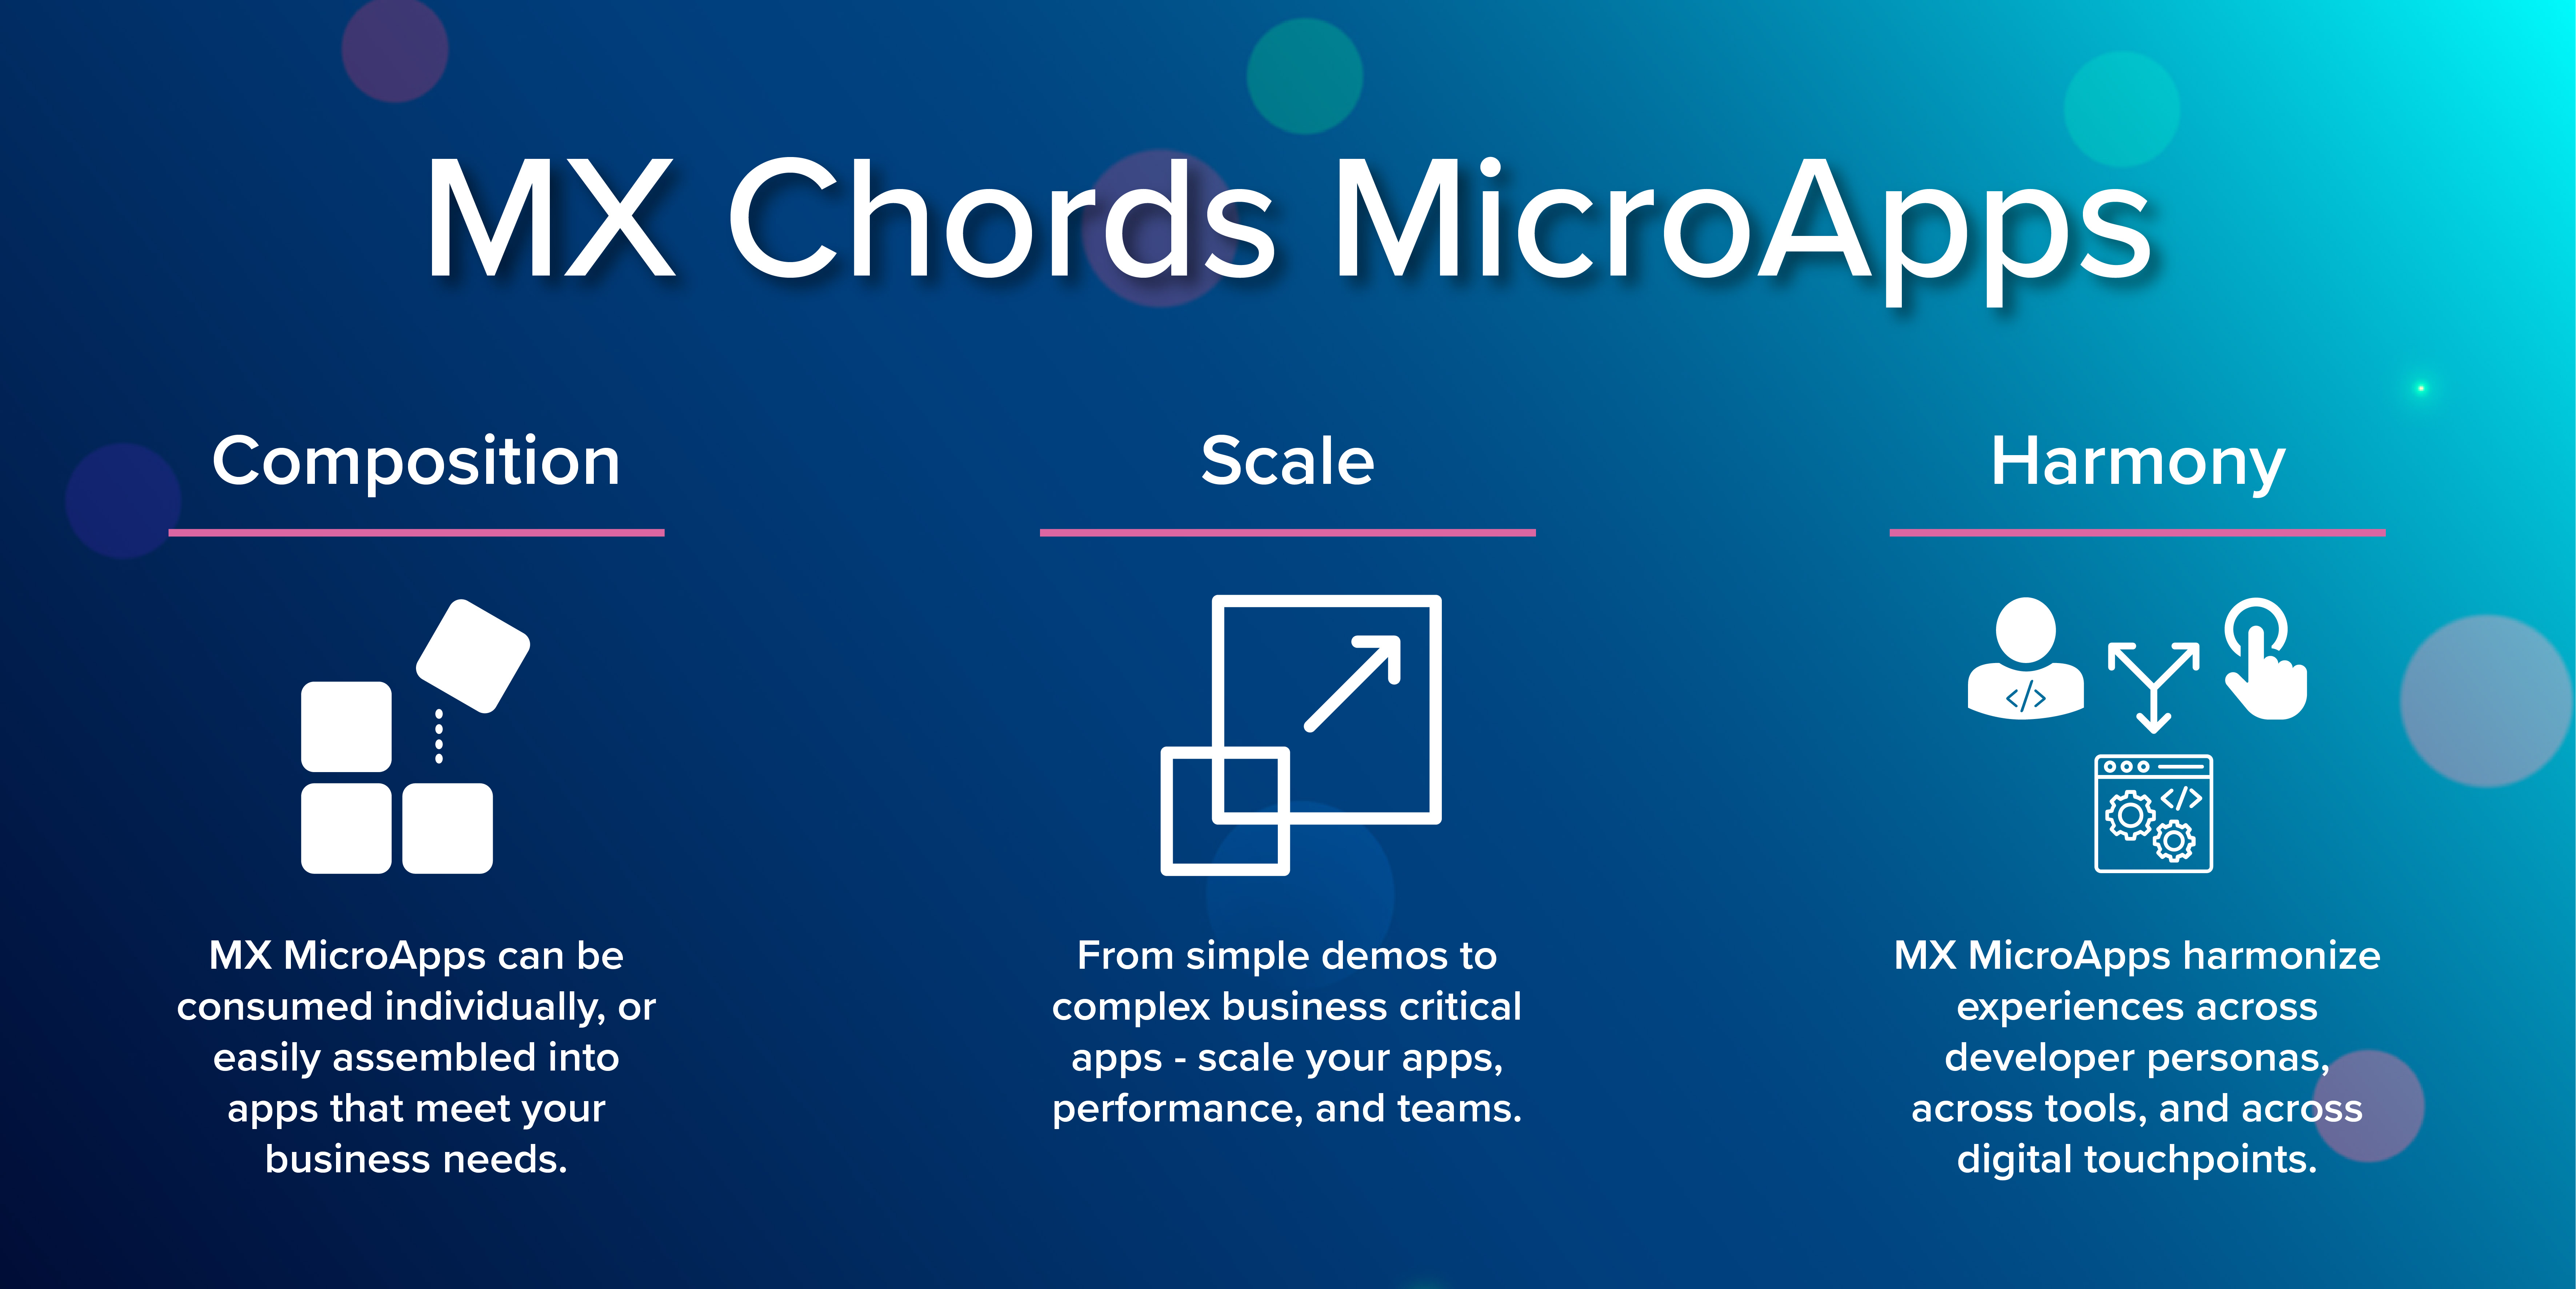 MX Chords MicroApps
Composition
</>
MX MicroApps can be
consumed individually, or
easily assembled into
apps that meet your
business needs.
Scale
From simple demos to
complex business critical
apps - scale your apps,
performance, and teams.
Harmony
</>
MX MicroApps harmonize
experiences across
developer personas,
across tools, and across
digital touchpoints.